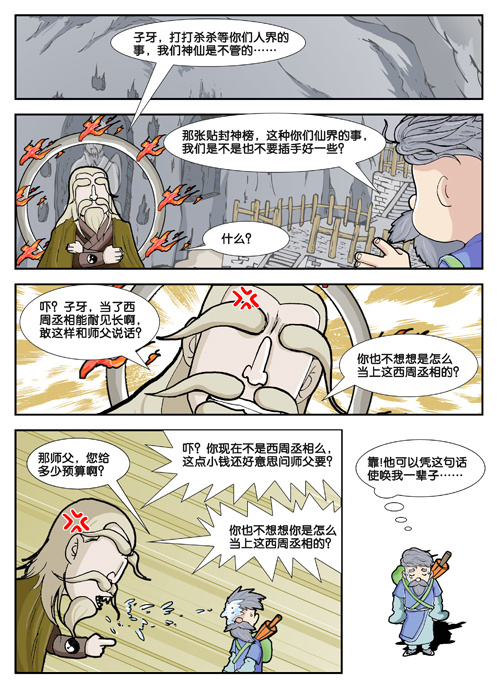 子牙，打打杀杀等你们人界的
事，我们神仙是不管的……
那张贴封神榜，这种你们仙界的事，
我们是不是也不要插手好一些？
什么？
吓？子牙，当了西
周丞相能耐见长啊，
敢这样和师父说话？
你也不想想是怎么
当上这西周丞相的？
那师父，您给
多少预算啊？
吓？你现在不是西周丞相么，
这点小钱还好意思问师父要？
你也不想想你是怎么
当上这西周丞相的？
靠!他可以凭这句话
使唤我一辈子……